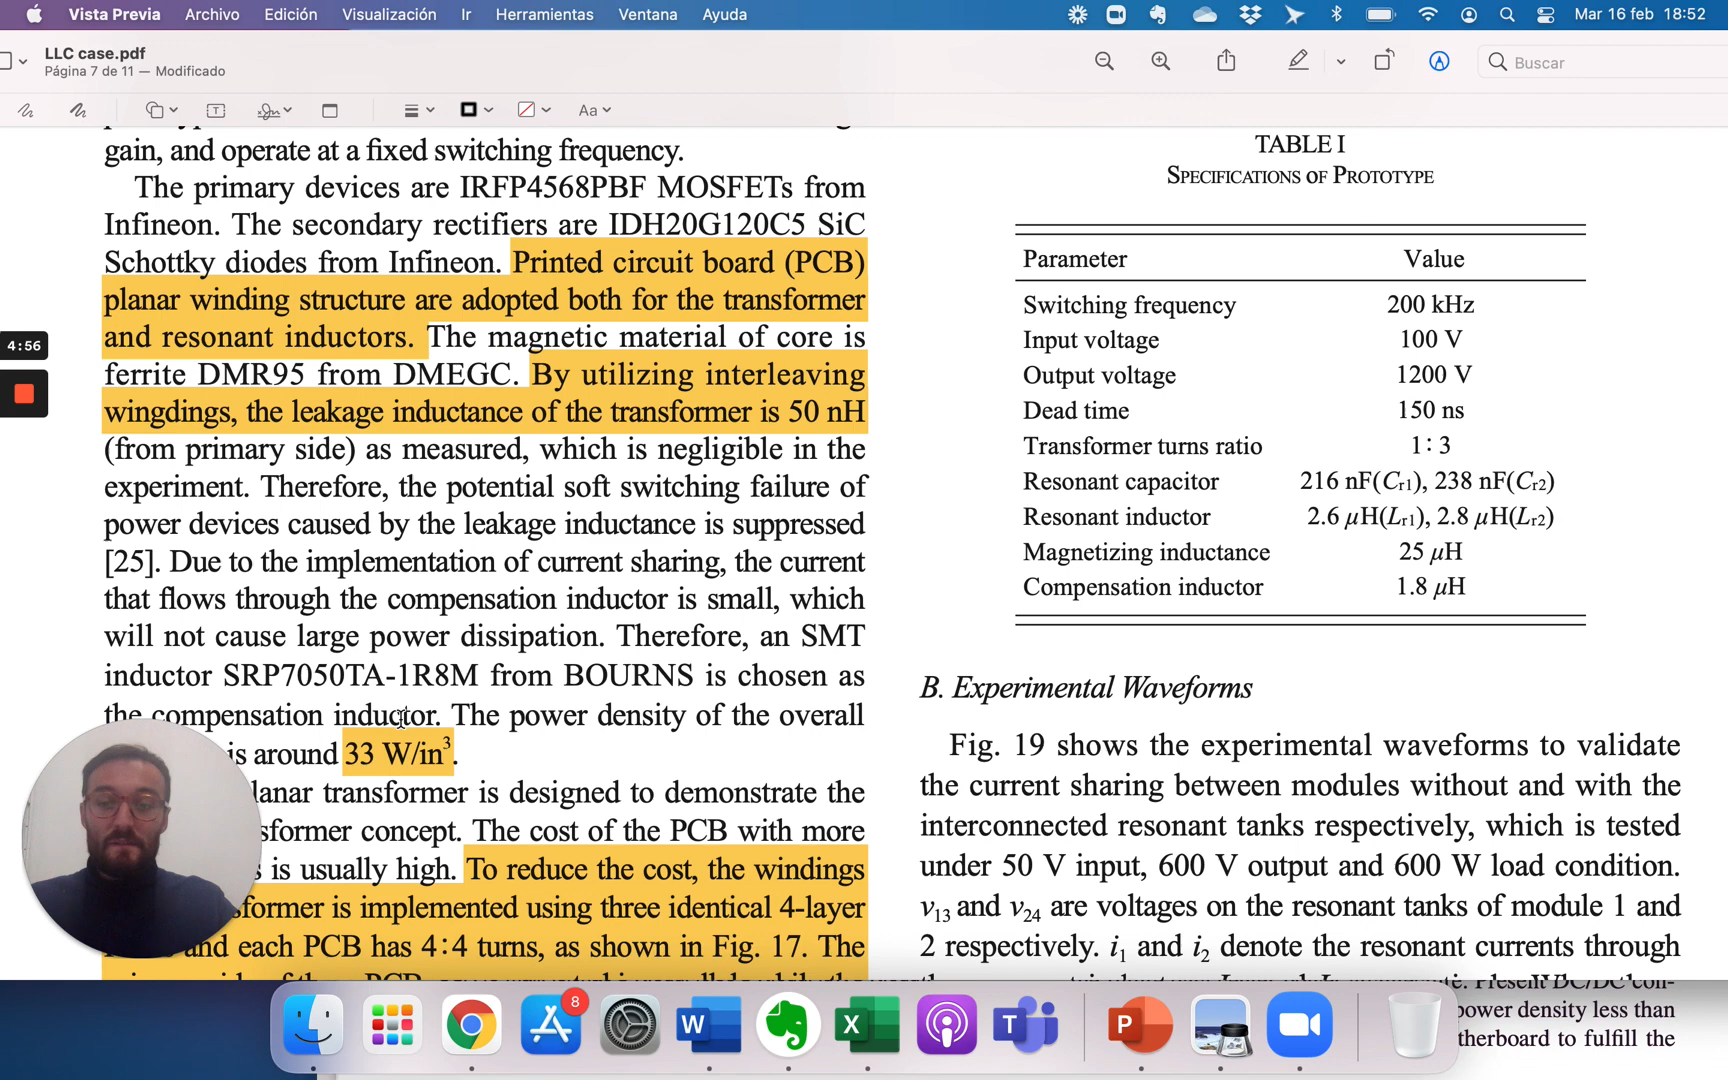 Vista Previa Archivo Edición Visualización Ir Herramientas Ventana Ayuda Mar 16 feb 18:52
LLC case.pdf
Página 7 de 11 — Modificado
Buscar
Aa
4:56
gain, and operate at a fixed switching frequency.
The primary devices are IRFP4568PBF MOSFETs from
Infineon. The secondary rectifiers are IDH20G120C5 SiC
Schottky diodes from Infineon. Printed circuit board (PCB)
planar winding structure are adopted both for the transformer
and resonant inductors. The magnetic material of core is
ferrite DMR95 from DMEGC. By utilizing interleaving
wingdings, the leakage inductance of the transformer is 50 nH
(from primary side) as measured, which is negligible in the
experiment. Therefore, the potential soft switching failure of
power devices caused by the leakage inductance is suppressed
[25]. Due to the implementation of current sharing, the current
that flows through the compensation inductor is small, which
will not cause large power dissipation. Therefore, an SMT
inductor SRP7050TA-1R8M from BOURNS is chosen as
the compensation inductor. The power density of the overall
is around 33 W/in³.
lanar transformer is designed to demonstrate the
sformer concept. The cost of the PCB with more
s is usually high. To reduce the cost, the windings
sformer is implemented using three identical 4-layer
and each PCB has 4:4 turns, as shown in Fig. 17. The
TABLE I
SPECIFICATIONS OF PROTOTYPE
Parameter Value
Switching frequency 200 kHz
Input voltage 100 V
Output voltage 1200 V
Dead time 150 ns
Transformer turns ratio 1:3
Resonant capacitor 216 nF(Cr1), 238 nF(Cr2)
Resonant inductor 2.6 μH(Lr1), 2.8 μH(Lr2)
Magnetizing inductance 25 μH
Compensation inductor 1.8 μH
B. Experimental Waveforms
Fig. 19 shows the experimental waveforms to validate
the current sharing between modules without and with the
interconnected resonant tanks respectively, which is tested
under 50 V input, 600 V output and 600 W load condition.
v13 and v24 are voltages on the resonant tanks of module 1 and
2 respectively. i1 and i2 denote the resonant currents through
Present DC/DC con-
power density less than
therboard to fulfill the
8
W
X
T
P